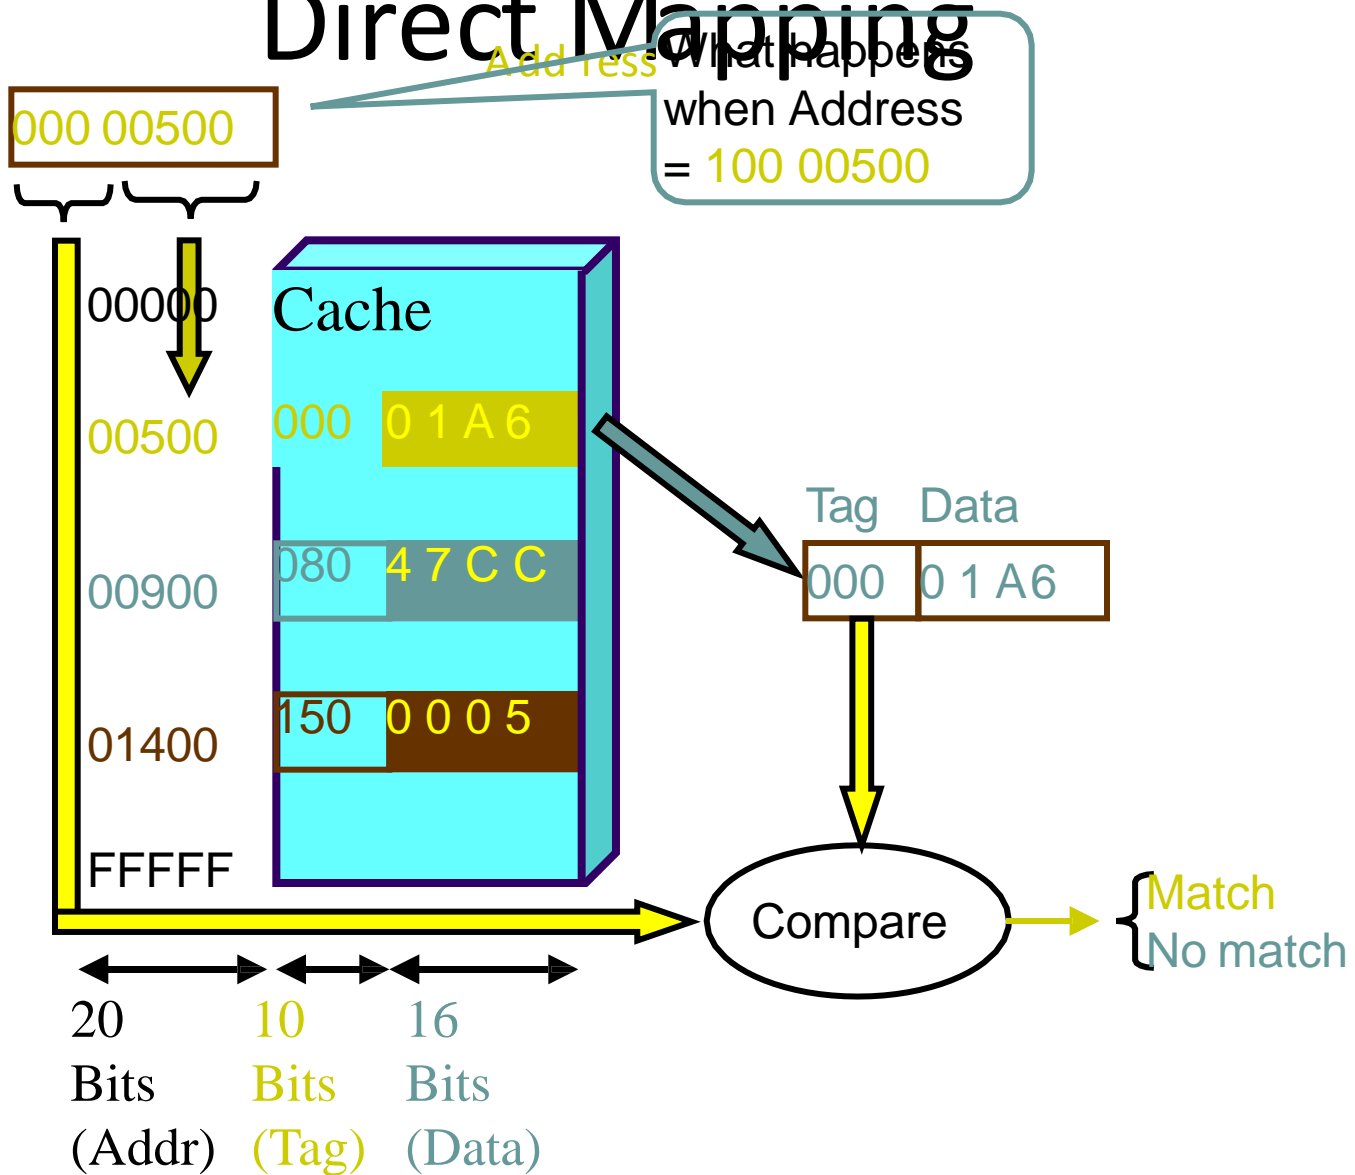 Direct Mapping
Address
What happens
when Address
= 100 00500
000 00500
00000
Cache
00500
000 0 1 A 6
Tag Data
00900
080 4 7 C C
000 0 1 A6
01400
150 0 0 0 5
FFFFF
Compare
Match
No match
20
Bits
(Addr)
10
Bits
(Tag)
16
Bits
(Data)